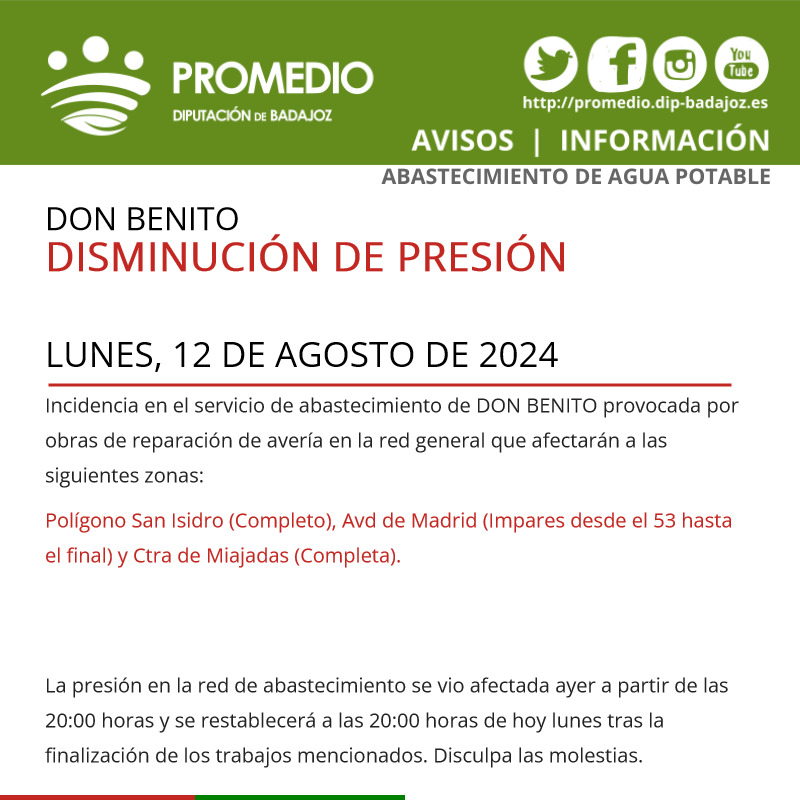 PROMEDIO
DIPUTACIÓN DE BADAJOZ
You
Tube
http://promedio.dip-badajoz.es
AVISOS | INFORMACIÓN
ABASTECIMIENTO DE AGUA POTABLE
DON BENITO
DISMINUCIÓN DE PRESIÓN
LUNES, 12 DE AGOSTO DE 2024
Incidencia en el servicio de abastecimiento de DON BENITO provocada por
obras de reparación de avería en la red general que afectarán a las
siguientes zonas:
Polígono San Isidro (Completo), Avd de Madrid (Impares desde el 53 hasta
el final) y Ctra de Miajadas (Completa).
La presión en la red de abastecimiento se vio afectada ayer a partir de las
20:00 horas y se restablecerá a las 20:00 horas de hoy lunes tras la
finalización de los trabajos mencionados. Disculpa las molestias.